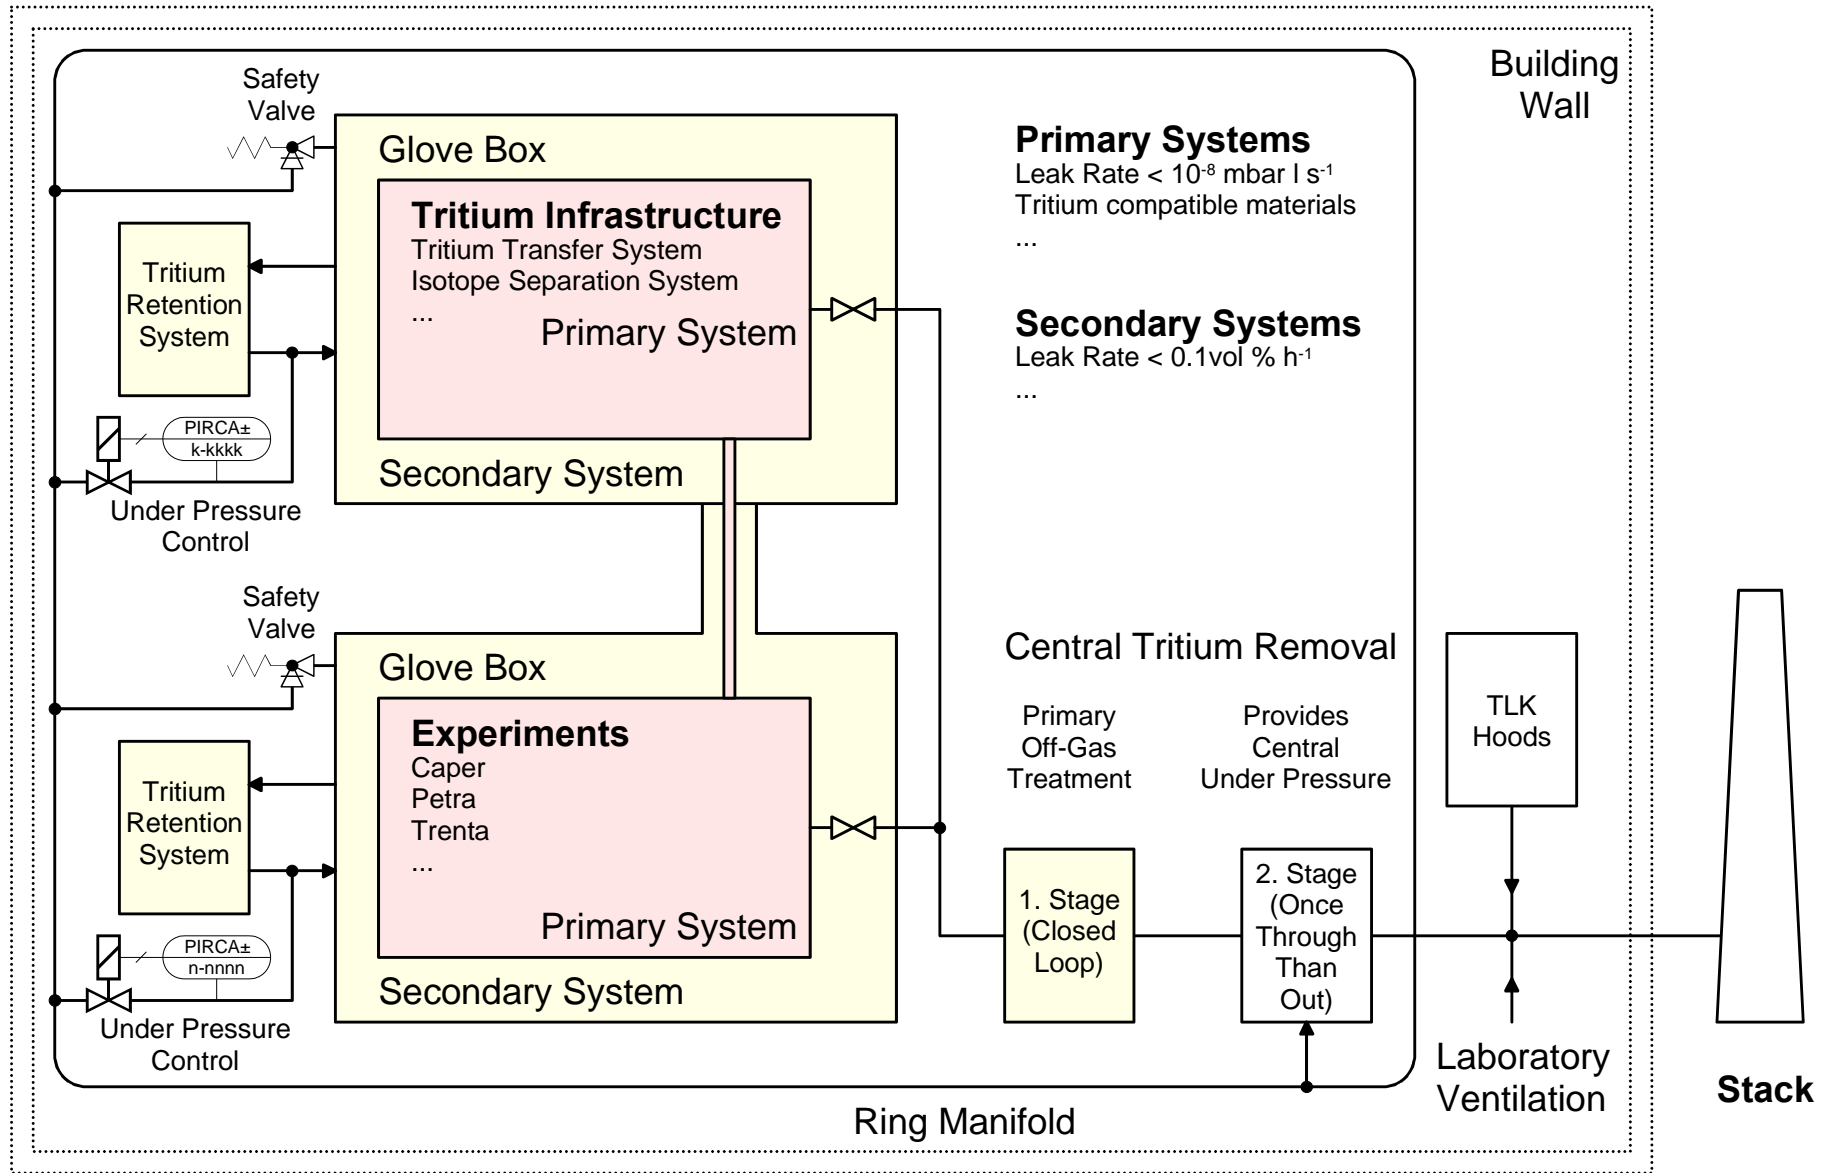 Building
Wall
Safety
Valve
Glove Box
Tritium Infrastructure
Tritium Transfer System
Isotope Separation System
...
Primary System
Secondary System
Tritium
Retention
System
PIRCA±
k-kkkk
Under Pressure
Control
Primary Systems
Leak Rate < 10⁻⁸ mbar l s⁻¹
Tritium compatible materials
...
Secondary Systems
Leak Rate < 0.1vol % h⁻¹
...
Safety
Valve
Glove Box
Experiments
Caper
Petra
Trenta
...
Primary System
Secondary System
Tritium
Retention
System
PIRCA±
n-nnnn
Under Pressure
Control
Central Tritium Removal
Primary
Off-Gas
Treatment
Provides
Central
Under Pressure
1. Stage
(Closed
Loop)
2. Stage
(Once
Through
Than
Out)
TLK
Hoods
Laboratory
Ventilation
Stack
Ring Manifold